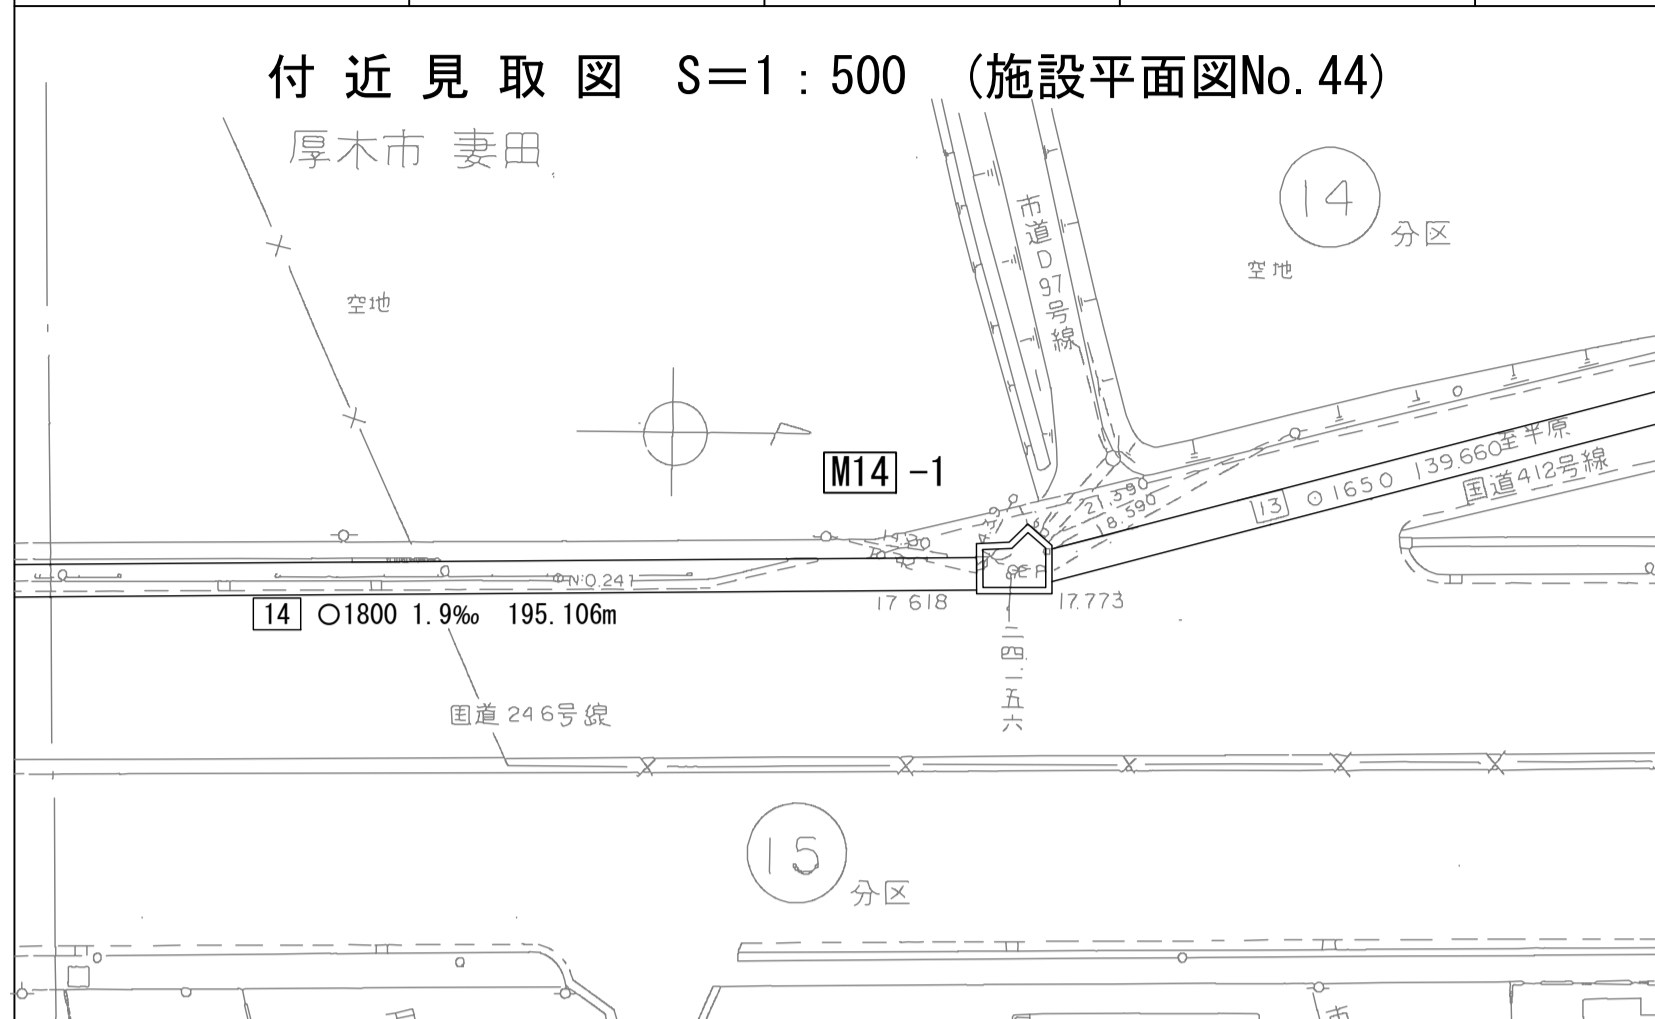 付近見取図 S=1:500 (施設平面図No.44)
厚木市 妻田
市道D97号線
14
分区
空地
空地
M14 -1
139.660至半原
13 ⊙1650
国道412号線
21.390
18.590
NO.241
17 618
17.773
14 ○1800 1.9‰ 195.106m
二四.一五六
国道246号線
15
分区
市